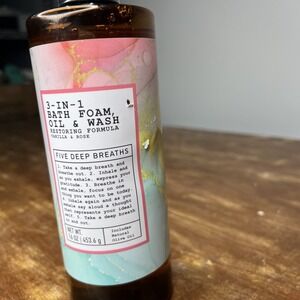 3-IN-1
BATH FOAM,
OIL & WASH
RESTORING FORMULA
VANILLA & ROSE
FIVE DEEP BREATHS
1. Take a deep breath and
breathe out. 2. Inhale and
as you exhale, express your
gratitude. 3. Breathe in
and exhale, focus on one
thing you want to be today.
4. Inhale again and as you
exhale say aloud a thought
that represents your ideal
self. 5. Take a deep breath
in and out.
NET WT.
16 OZ (453.6 g)
Includes
Natural
Olive Oil